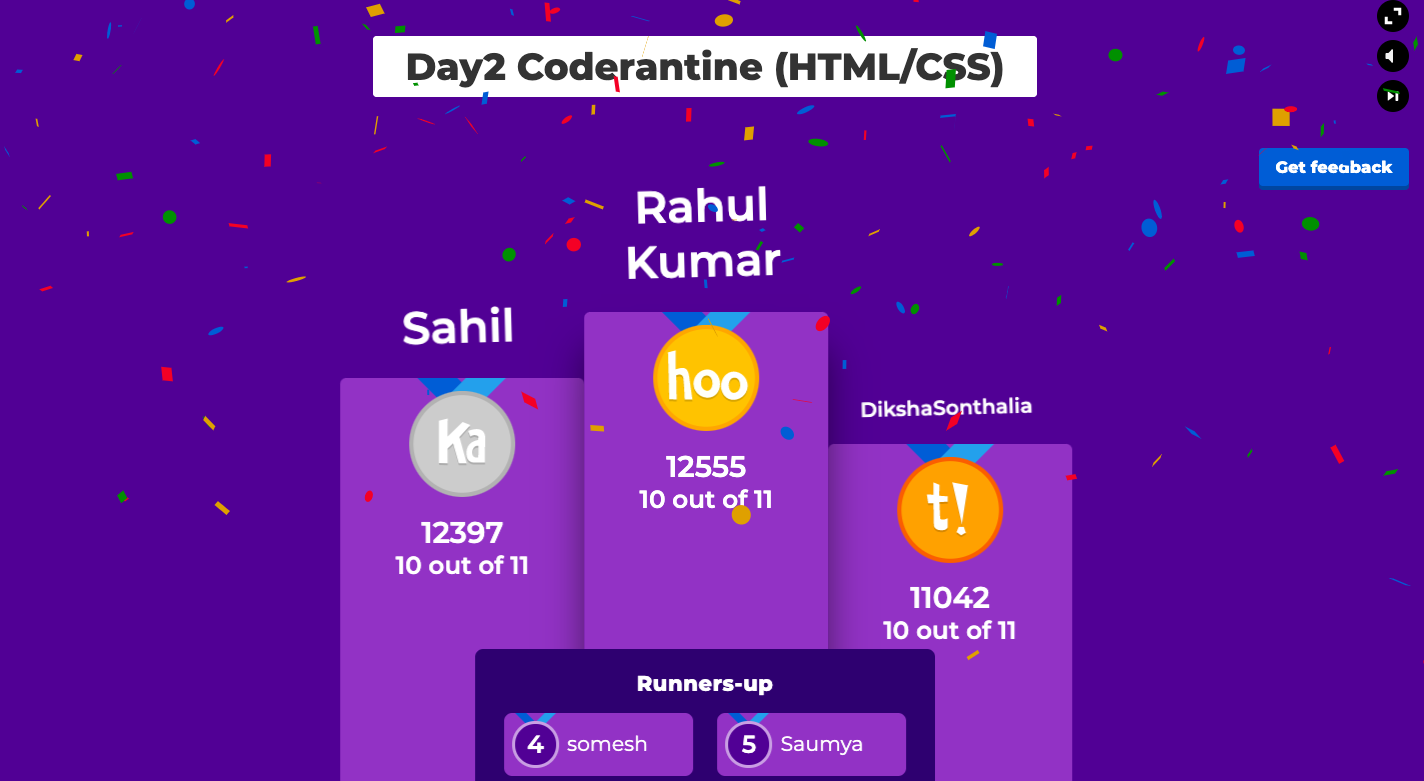 Day2 Coderantine (HTML/CSS)
Get feedback
Rahul
Kumar
Sahil
DikshaSonthalia
hoo
Ka
t!
12555
10 out of 11
12397
10 out of 11
11042
10 out of 11
Runners-up
4 somesh
5 Saumya